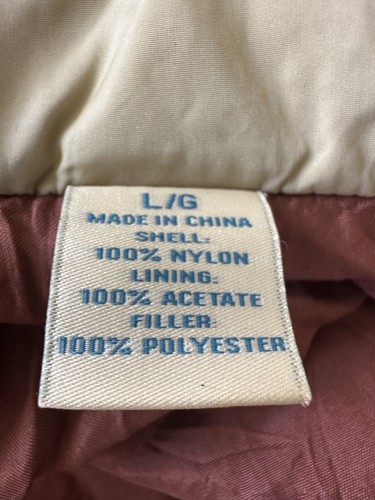 L/G
MADE IN CHINA
SHELL:
100% NYLON
LINING:
100% ACETATE
FILLER:
100% POLYESTER